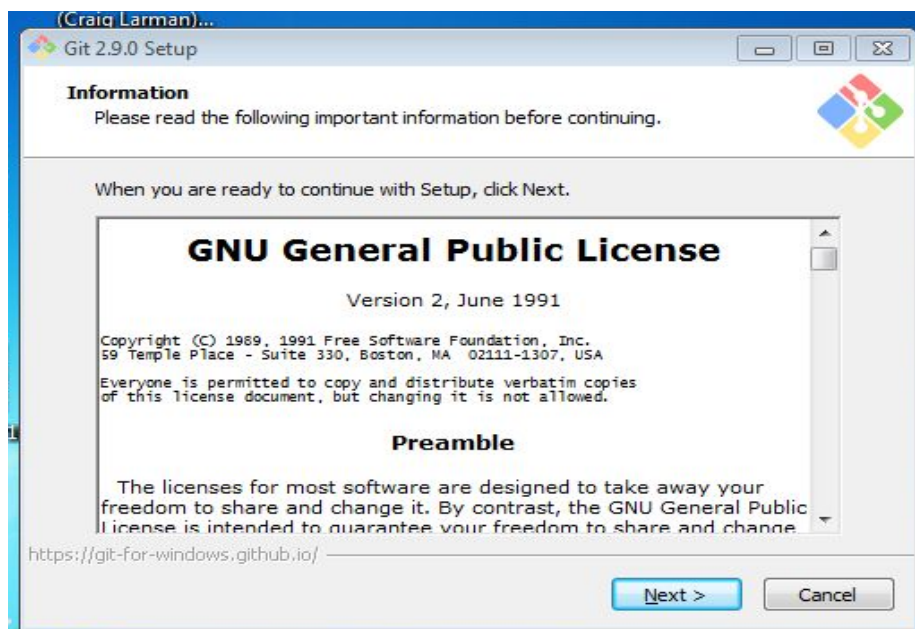 (Craig Larman)...
Git 2.9.0 Setup
Information
Please read the following important information before continuing.
When you are ready to continue with Setup, click Next.
GNU General Public License
Version 2, June 1991
Copyright (C) 1989, 1991 Free Software Foundation, Inc.
59 Temple Place - Suite 330, Boston, MA 02111-1307, USA
Everyone is permitted to copy and distribute verbatim copies
of this license document, but changing it is not allowed.
Preamble
The licenses for most software are designed to take away your
freedom to share and change it. By contrast, the GNU General Public
License is intended to guarantee your freedom to share and change
https://git-for-windows.github.io/
Next >
Cancel